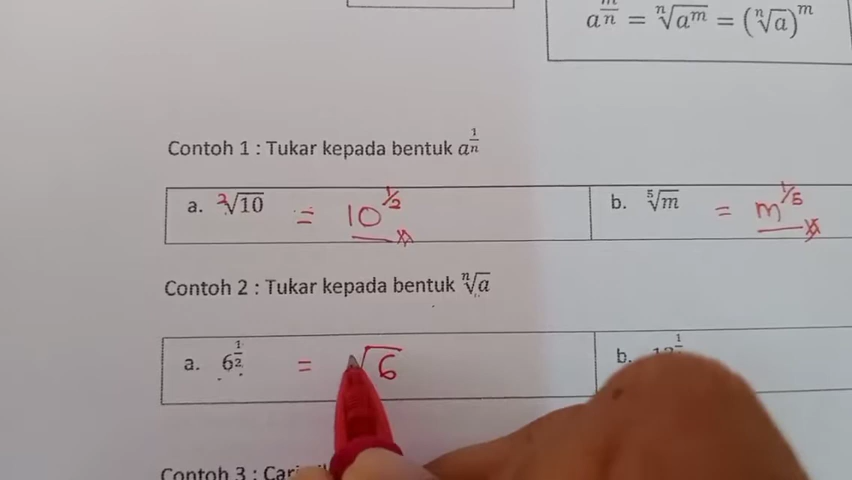 a^{m/n} = ⁿ√(a^m) = (ⁿ√a)^m
Contoh 1 : Tukar kepada bentuk a^{1/n}
a. ²√10 = 10^{1/2}
b. ⁵√m = m^{1/5}
Contoh 2 : Tukar kepada bentuk ⁿ√a
a. 6^{1/2} = √6
b.
Contoh 3 :